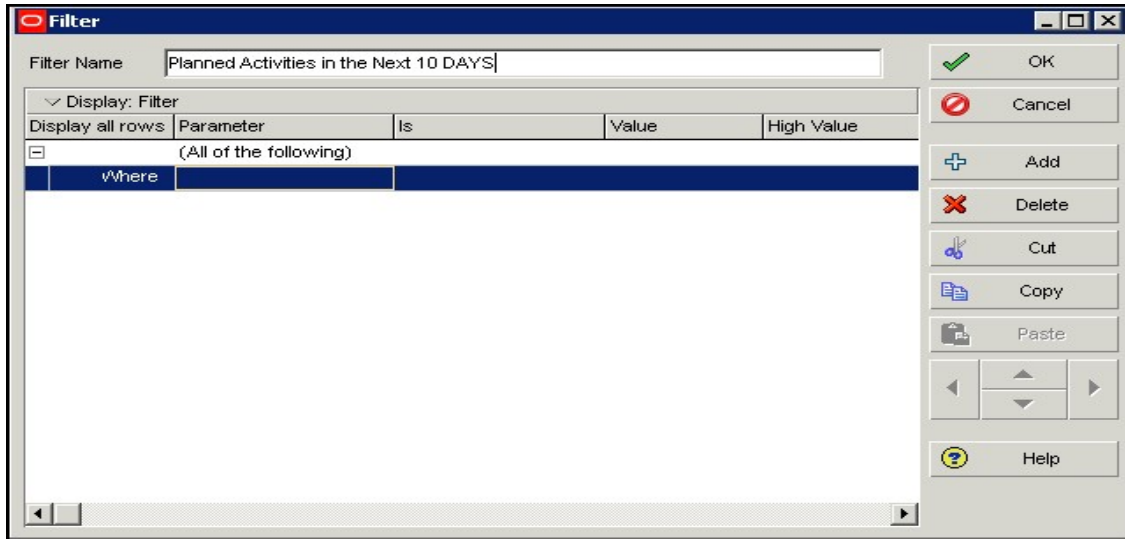 Filter
Filter Name Planned Activities in the Next 10 DAYS
OK
Display: Filter
Cancel
Display all rows Parameter Is Value High Value
(All of the following)
Add
Where
Delete
Cut
Copy
Paste
Help